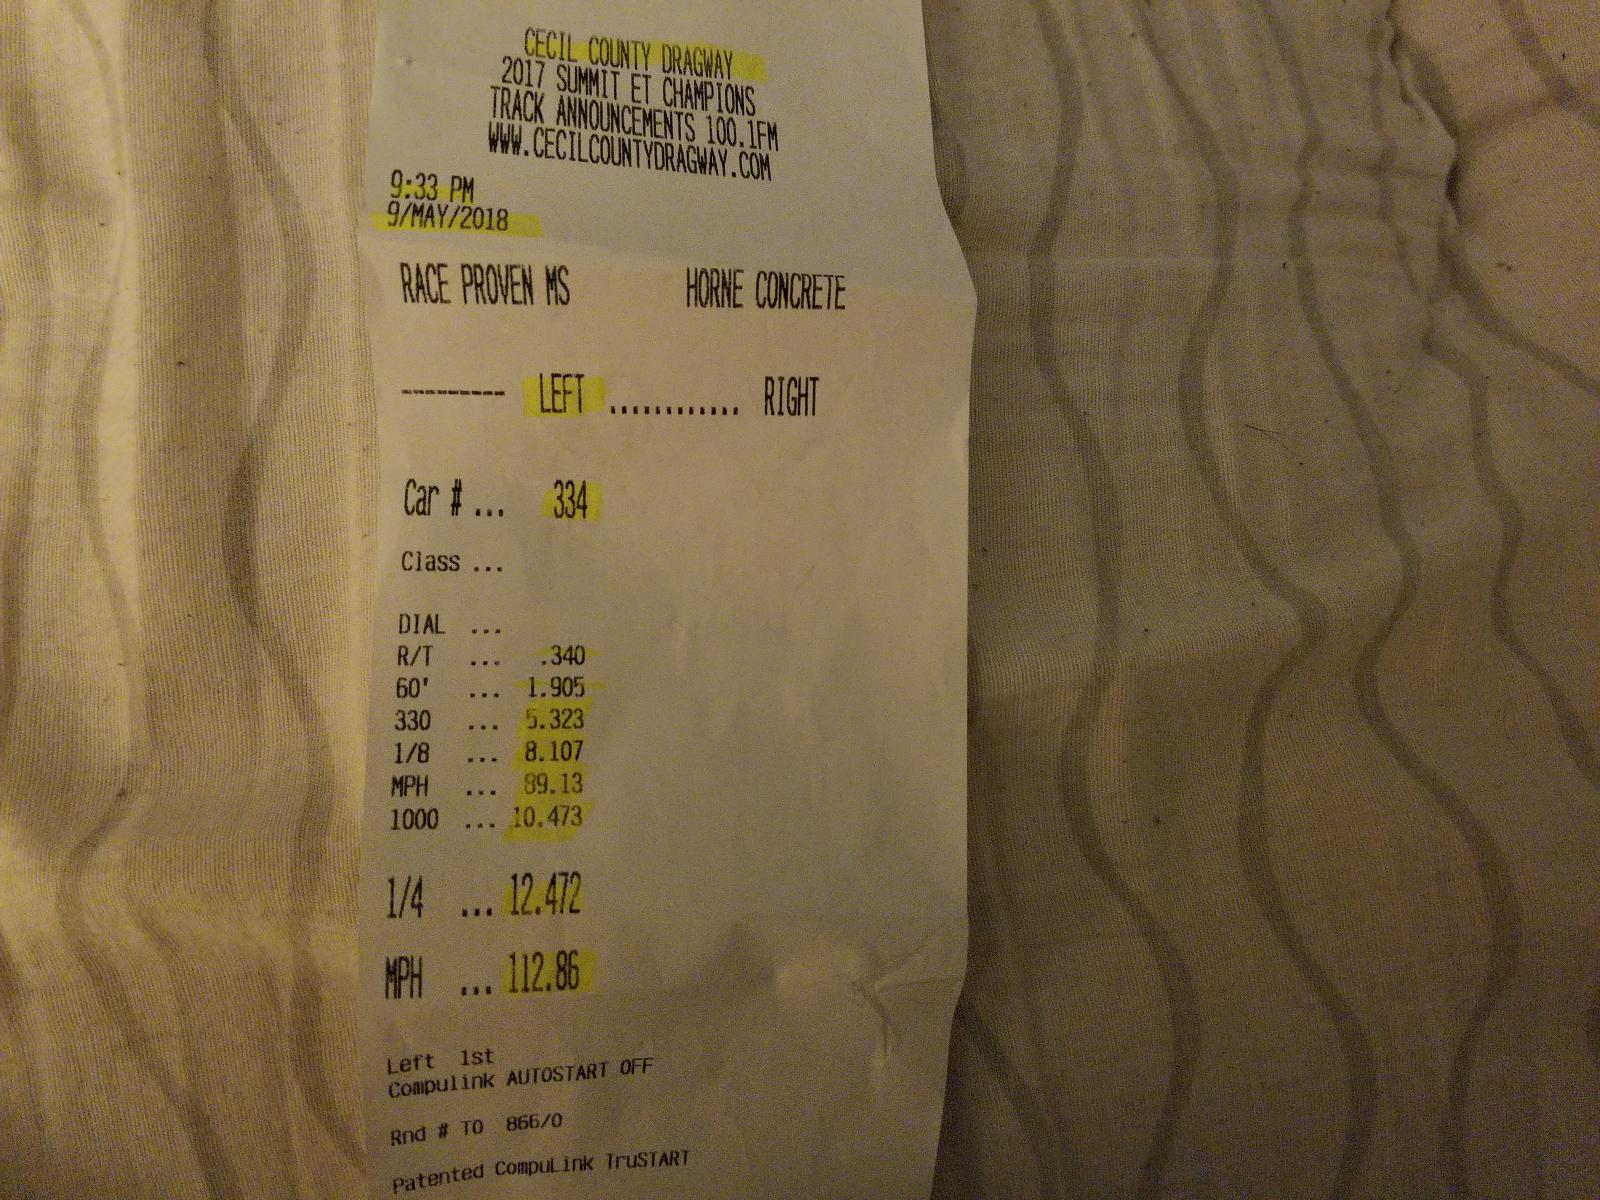 CECIL COUNTY DRAGWAY
2017 SUMMIT ET CHAMPIONS
TRACK ANNOUNCEMENTS 100.1FM
WWW.CECILCOUNTYDRAGWAY.COM
9:33 PM
9/MAY/2018
RACE PROVEN MS HORNE CONCRETE
--------- LEFT ............ RIGHT
Car # ... 334
Class ...
DIAL ...
R/T ... .340
60' ... 1.905
330 ... 5.323
1/8 ... 8.107
MPH ... 89.13
1000 ... 10.473
1/4 ... 12.472
MPH ... 112.86
Left 1st
Compulink AUTOSTART OFF
Rnd # TO 866/0
Patented CompuLink TruSTART